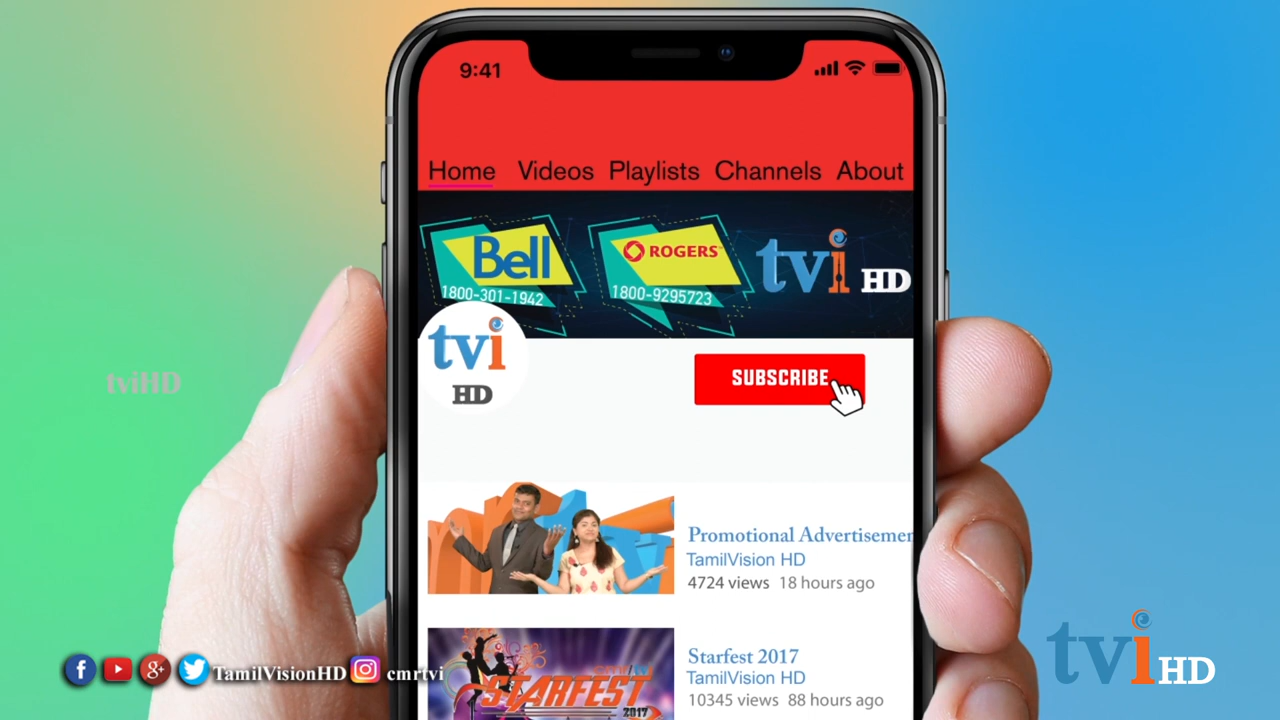 9:41
Home Videos Playlists Channels About
Bell
1800-301-1942
ROGERS
1800-9295723
tvi HD
tvi
HD
SUBSCRIBE
tviHD
Promotional Advertisemen
TamilVision HD
4724 views 18 hours ago
STARFEST
2017
Starfest 2017
TamilVision HD
10345 views 88 hours ago
TamilVisionHD cmrtvi
tvi HD